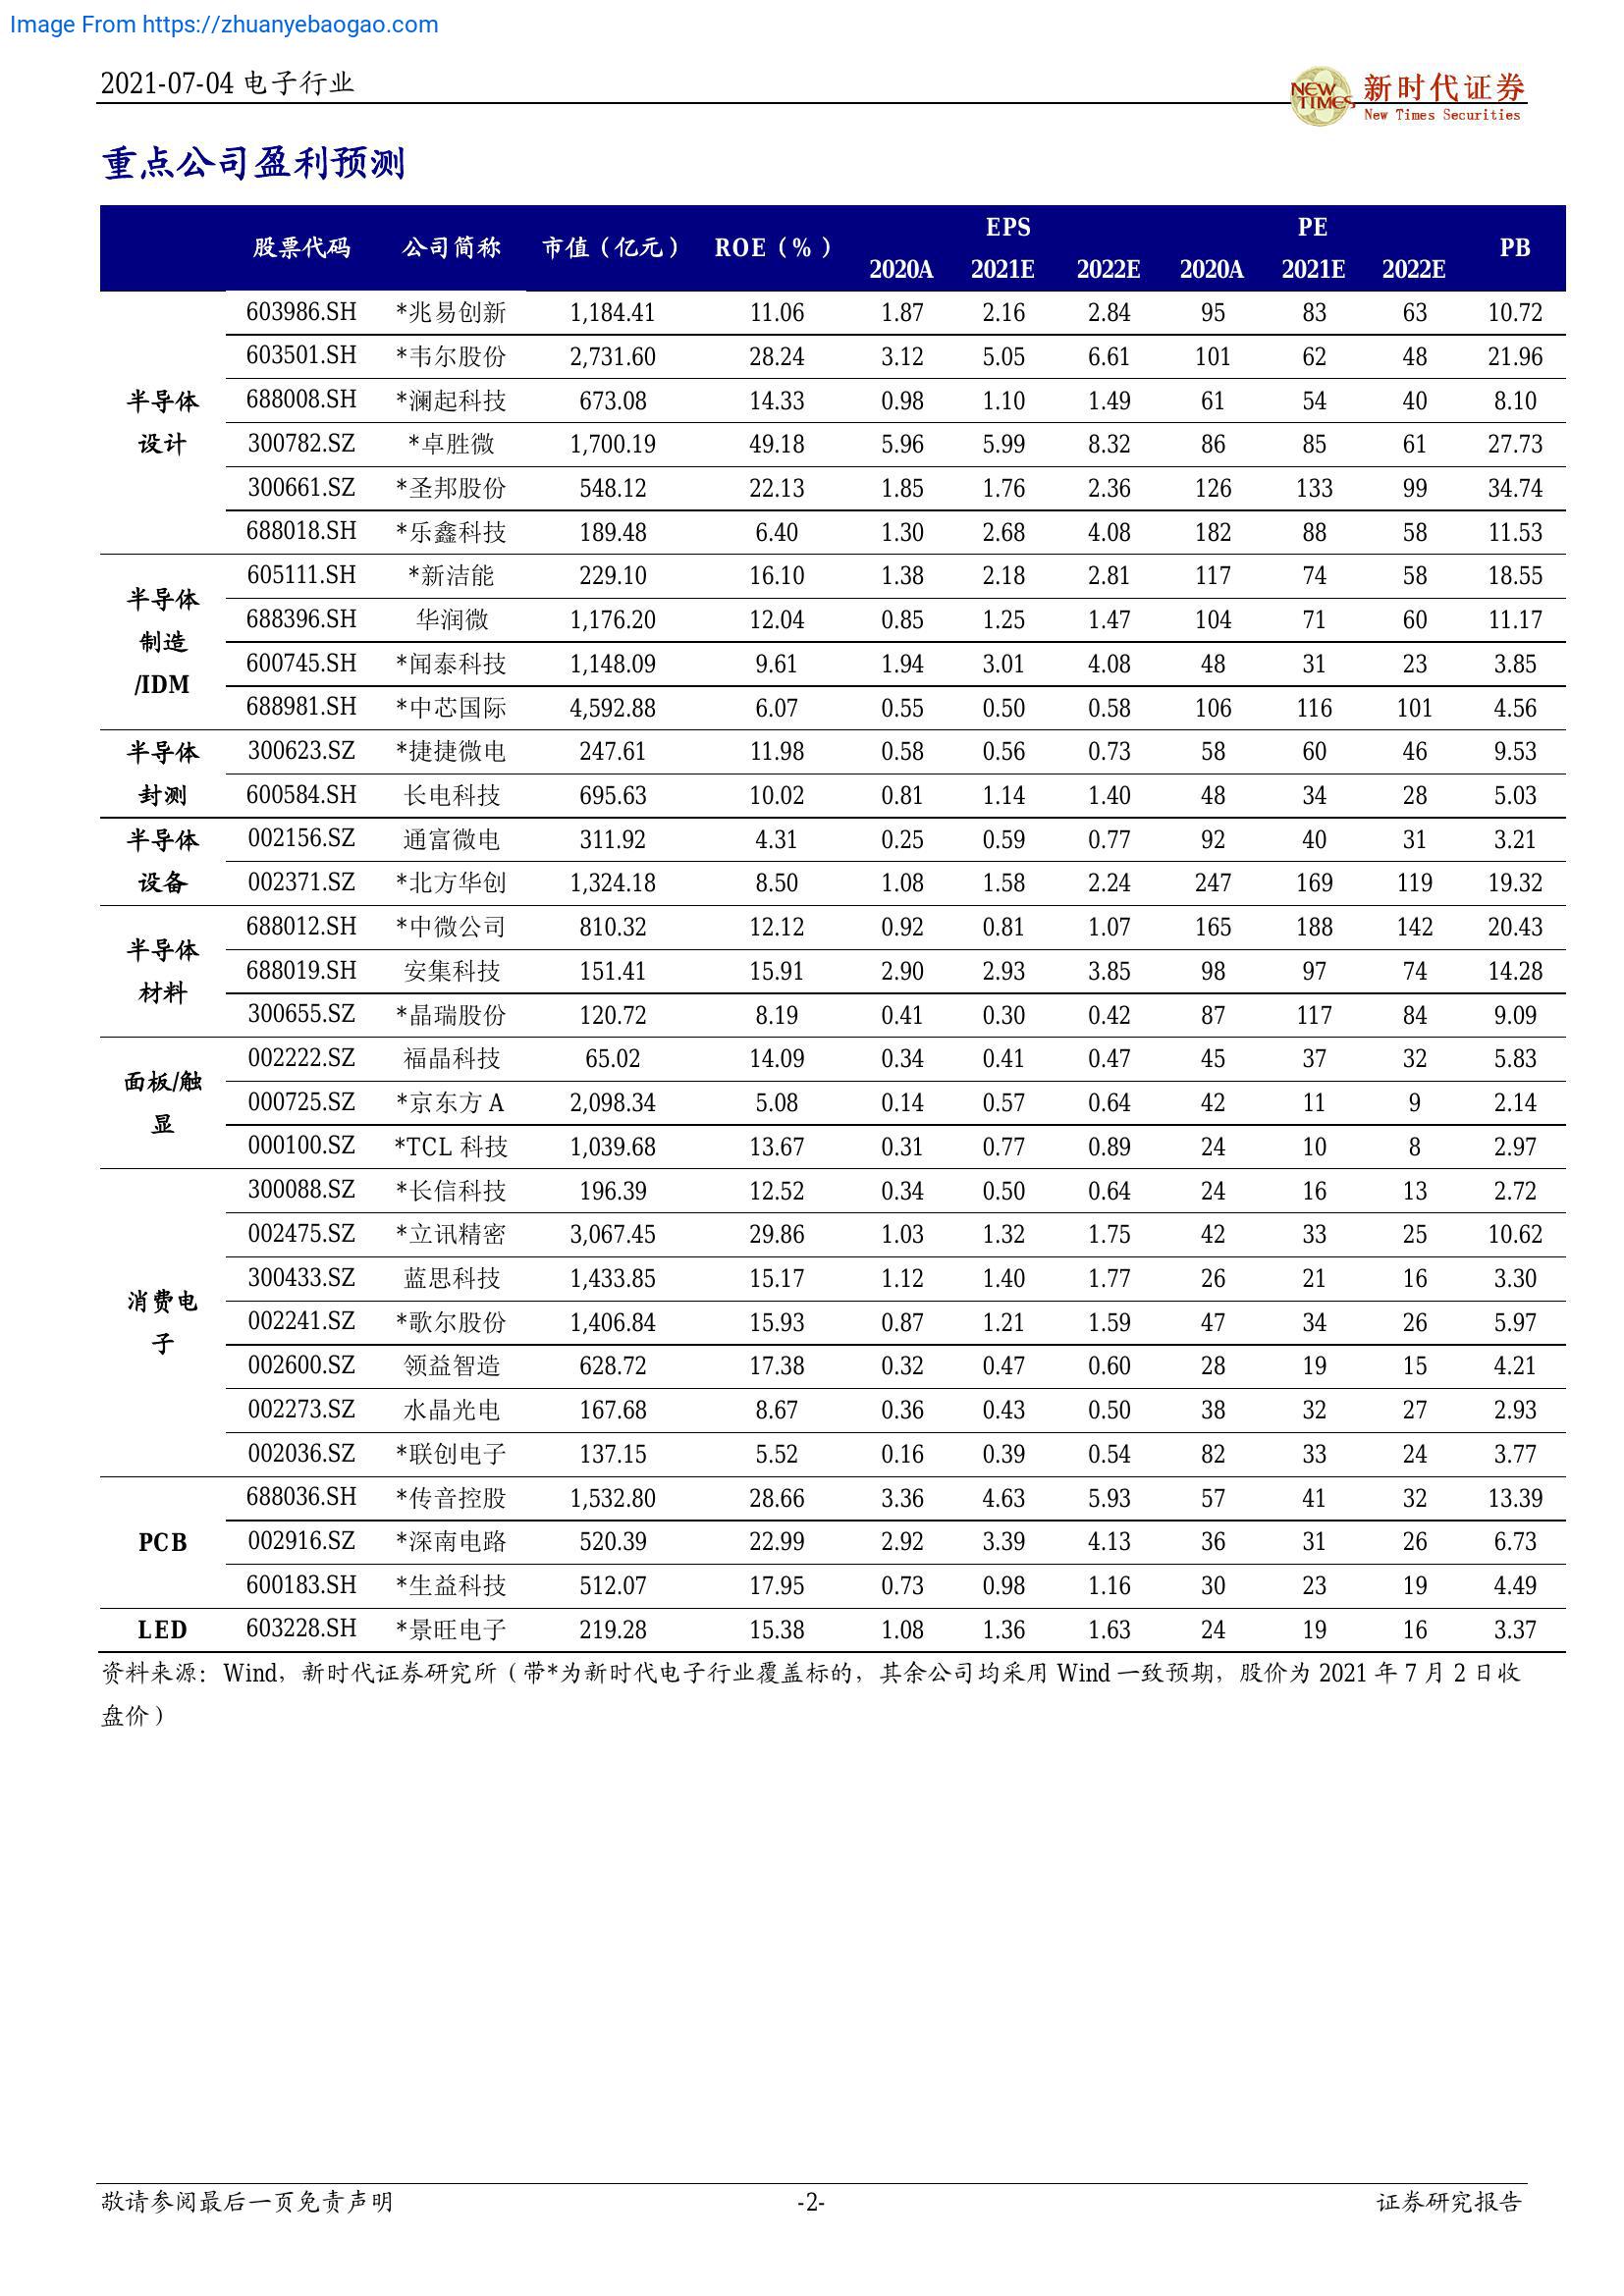 Image From https://zhuanyebaogao.com
2021-07-04 电子行业
NEW TIMES 新时代证券
New Times Securities
重点公司盈利预测
股票代码 公司简称 市值（亿元） ROE（%） EPS PE PB
2020A 2021E 2022E 2020A 2021E 2022E
半导体设计
603986.SH *兆易创新 1,184.41 11.06 1.87 2.16 2.84 95 83 63 10.72
603501.SH *韦尔股份 2,731.60 28.24 3.12 5.05 6.61 101 62 48 21.96
688008.SH *澜起科技 673.08 14.33 0.98 1.10 1.49 61 54 40 8.10
300782.SZ *卓胜微 1,700.19 49.18 5.96 5.99 8.32 86 85 61 27.73
300661.SZ *圣邦股份 548.12 22.13 1.85 1.76 2.36 126 133 99 34.74
688018.SH *乐鑫科技 189.48 6.40 1.30 2.68 4.08 182 88 58 11.53
半导体制造/IDM
605111.SH *新洁能 229.10 16.10 1.38 2.18 2.81 117 74 58 18.55
688396.SH 华润微 1,176.20 12.04 0.85 1.25 1.47 104 71 60 11.17
600745.SH *闻泰科技 1,148.09 9.61 1.94 3.01 4.08 48 31 23 3.85
688981.SH *中芯国际 4,592.88 6.07 0.55 0.50 0.58 106 116 101 4.56
半导体封测
300623.SZ *捷捷微电 247.61 11.98 0.58 0.56 0.73 58 60 46 9.53
600584.SH 长电科技 695.63 10.02 0.81 1.14 1.40 48 34 28 5.03
半导体设备
002156.SZ 通富微电 311.92 4.31 0.25 0.59 0.77 92 40 31 3.21
002371.SZ *北方华创 1,324.18 8.50 1.08 1.58 2.24 247 169 119 19.32
半导体材料
688012.SH *中微公司 810.32 12.12 0.92 0.81 1.07 165 188 142 20.43
688019.SH 安集科技 151.41 15.91 2.90 2.93 3.85 98 97 74 14.28
300655.SZ *晶瑞股份 120.72 8.19 0.41 0.30 0.42 87 117 84 9.09
面板/触显
002222.SZ 福晶科技 65.02 14.09 0.34 0.41 0.47 45 37 32 5.83
000725.SZ *京东方 A 2,098.34 5.08 0.14 0.57 0.64 42 11 9 2.14
000100.SZ *TCL 科技 1,039.68 13.67 0.31 0.77 0.89 24 10 8 2.97
消费电子
300088.SZ *长信科技 196.39 12.52 0.34 0.50 0.64 24 16 13 2.72
002475.SZ *立讯精密 3,067.45 29.86 1.03 1.32 1.75 42 33 25 10.62
300433.SZ 蓝思科技 1,433.85 15.17 1.12 1.40 1.77 26 21 16 3.30
002241.SZ *歌尔股份 1,406.84 15.93 0.87 1.21 1.59 47 34 26 5.97
002600.SZ 领益智造 628.72 17.38 0.32 0.47 0.60 28 19 15 4.21
002273.SZ 水晶光电 167.68 8.67 0.36 0.43 0.50 38 32 27 2.93
002036.SZ *联创电子 137.15 5.52 0.16 0.39 0.54 82 33 24 3.77
PCB
688036.SH *传音控股 1,532.80 28.66 3.36 4.63 5.93 57 41 32 13.39
002916.SZ *深南电路 520.39 22.99 2.92 3.39 4.13 36 31 26 6.73
600183.SH *生益科技 512.07 17.95 0.73 0.98 1.16 30 23 19 4.49
LED
603228.SH *景旺电子 219.28 15.38 1.08 1.36 1.63 24 19 16 3.37
资料来源：Wind，新时代证券研究所（带*为新时代电子行业覆盖标的，其余公司均采用 Wind 一致预期，股价为 2021 年 7 月 2 日收
盘价）
敬请参阅最后一页免责声明 -2- 证券研究报告